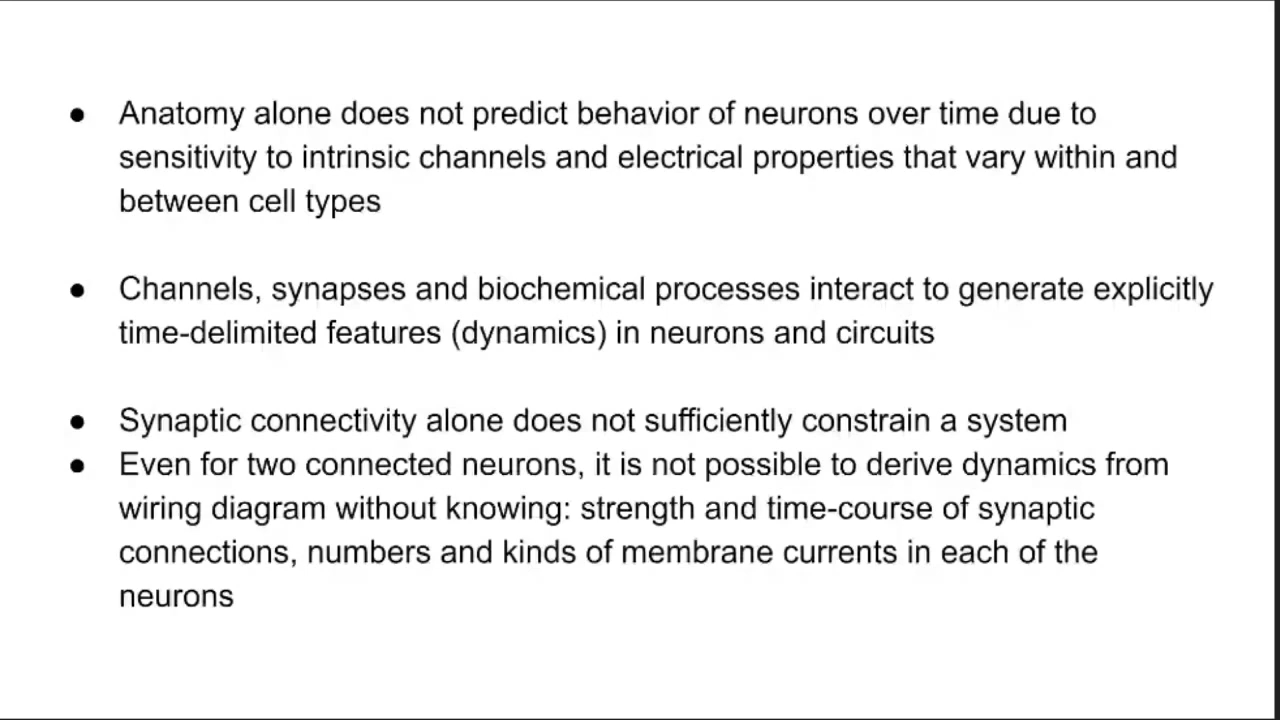 ● Anatomy alone does not predict behavior of neurons over time due to
sensitivity to intrinsic channels and electrical properties that vary within and
between cell types
● Channels, synapses and biochemical processes interact to generate explicitly
time-delimited features (dynamics) in neurons and circuits
● Synaptic connectivity alone does not sufficiently constrain a system
● Even for two connected neurons, it is not possible to derive dynamics from
wiring diagram without knowing: strength and time-course of synaptic
connections, numbers and kinds of membrane currents in each of the
neurons